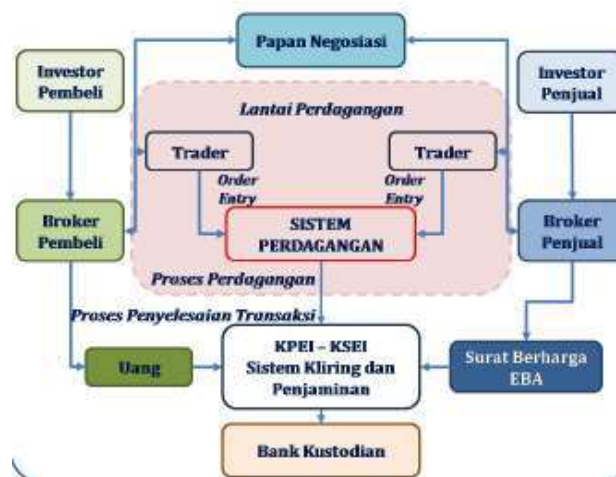 Papan Negosiasi
Investor
Pembeli
Investor
Penjual
Lantai Perdagangan
Trader
Trader
Order
Entry
Order
Entry
Broker
Pembeli
SISTEM
PERDAGANGAN
Broker
Penjual
Proses Perdagangan
Proses Penyelesaian Transaksi
Uang
KPEI – KSEI
Sistem Kliring dan
Penjaminan
Surat Berharga
EBA
Bank Kustodian